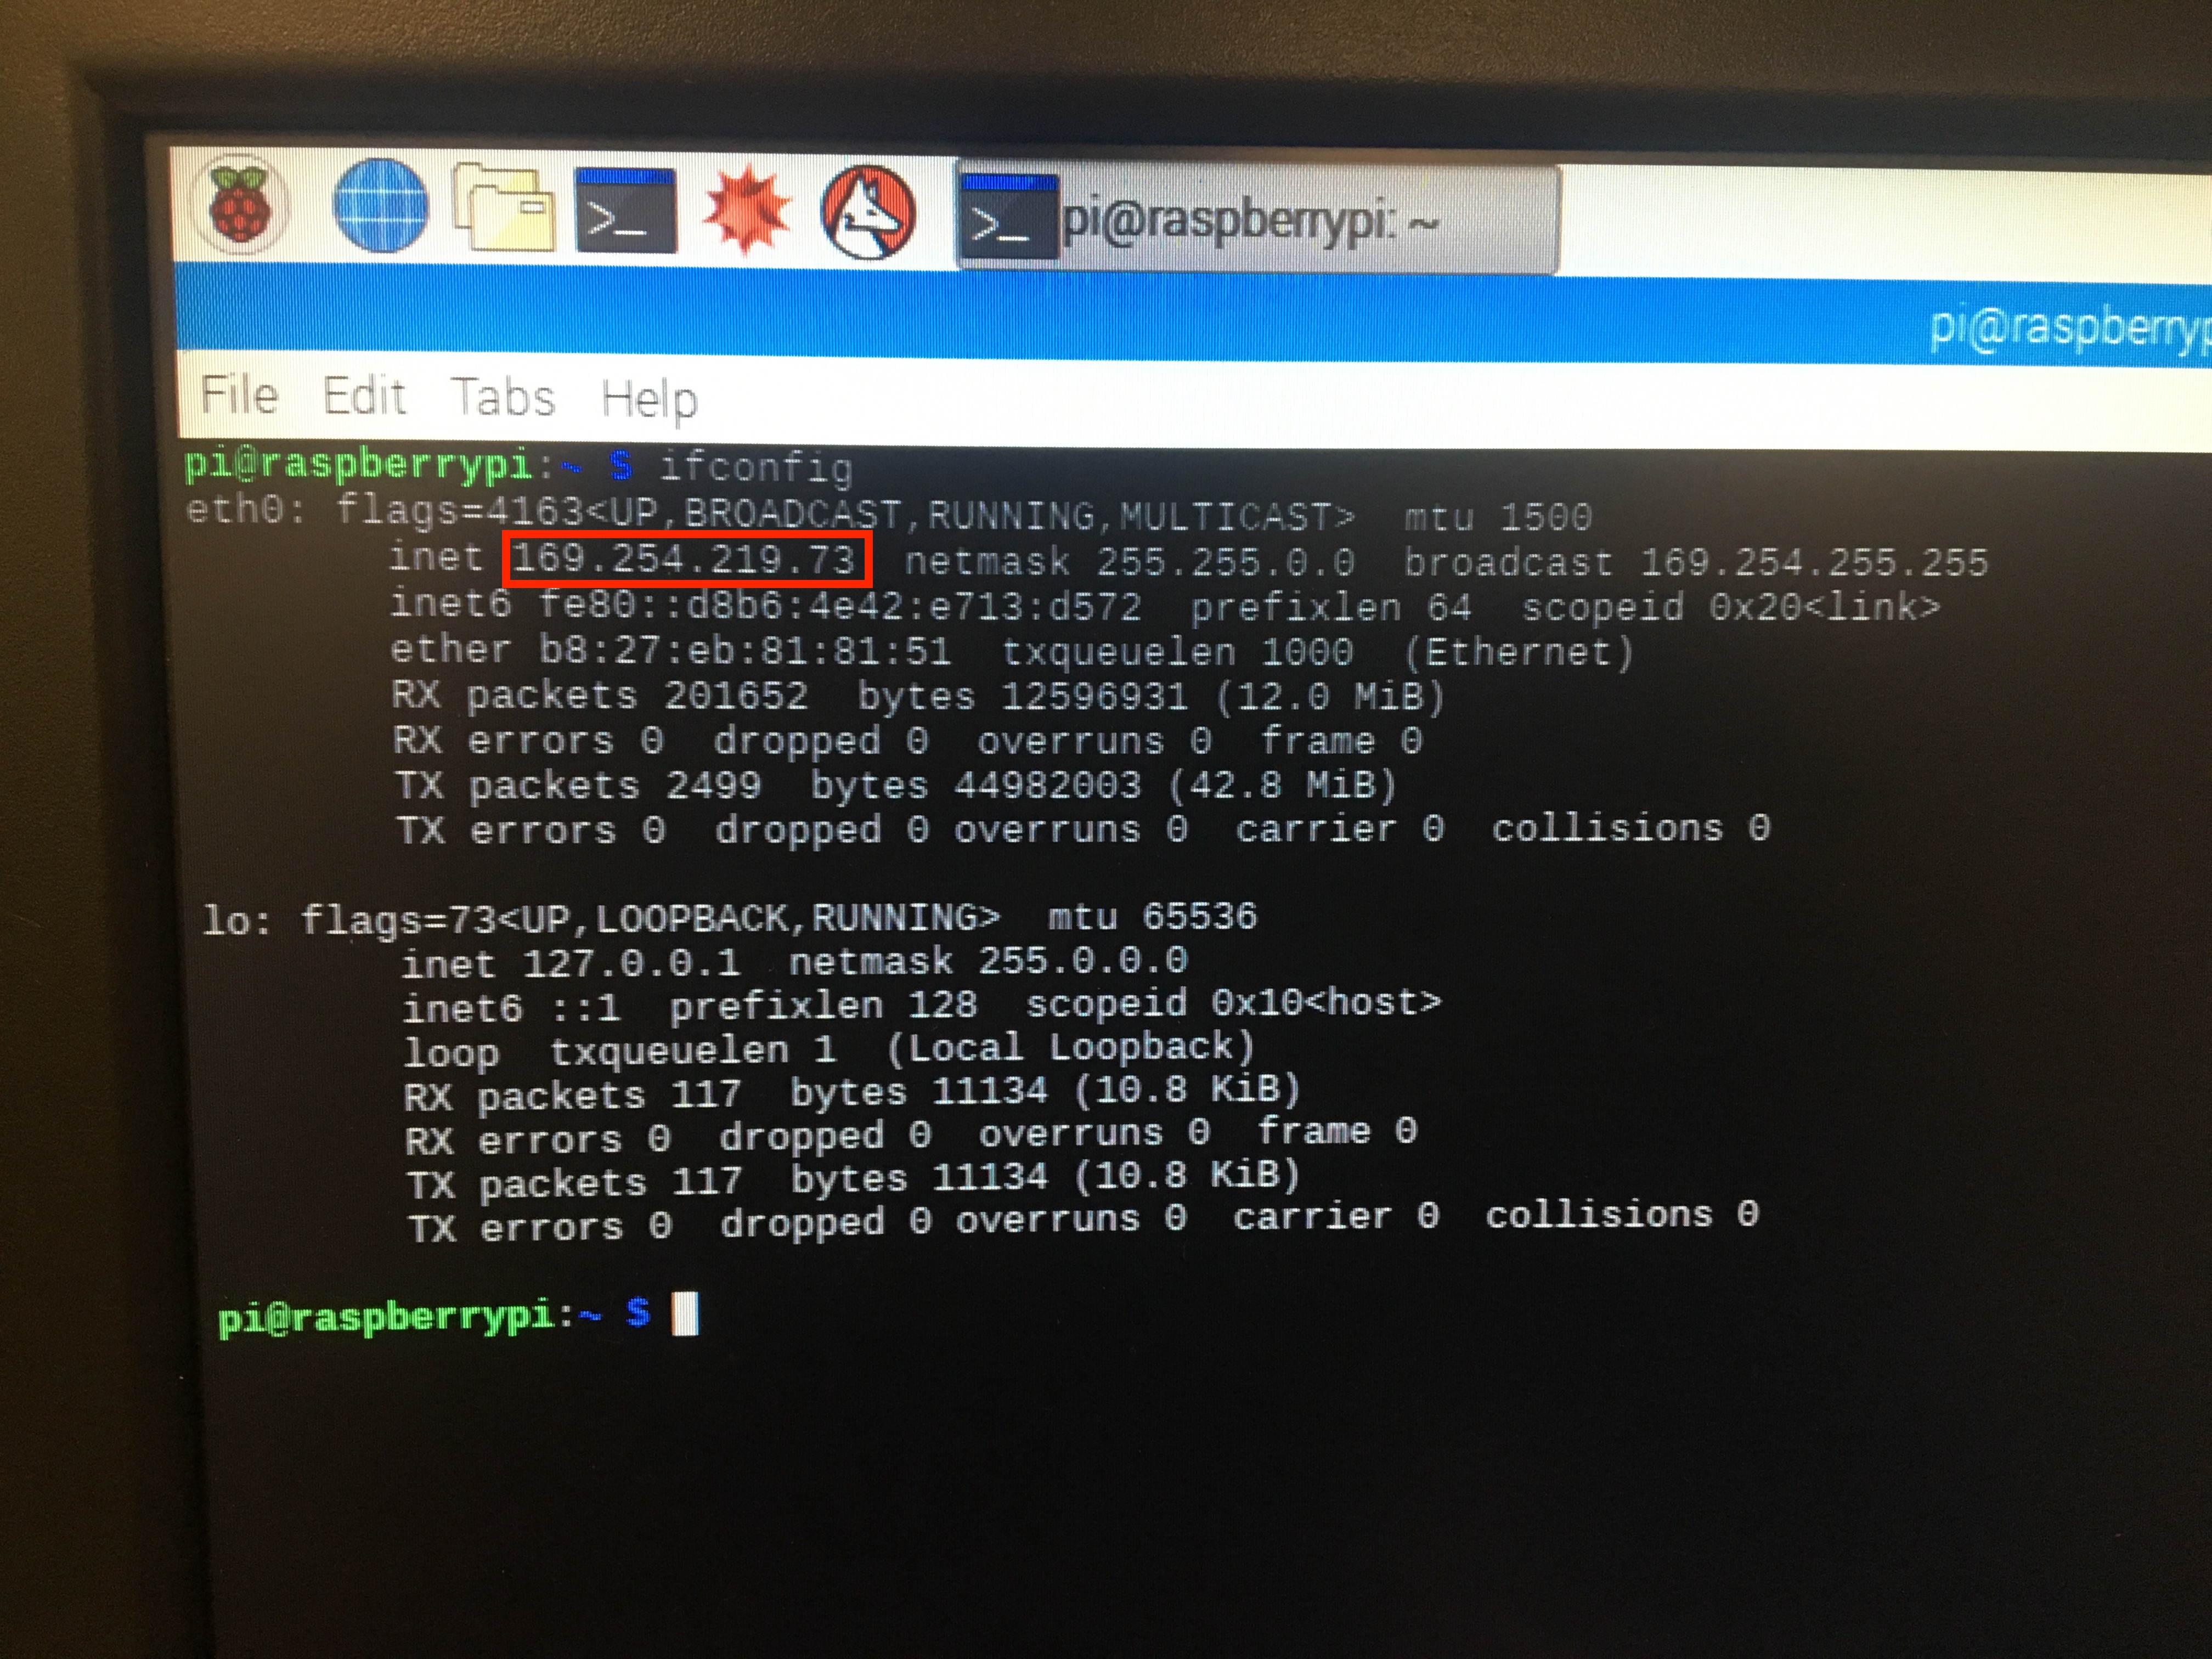 >_ >_ pi@raspberrypi: ~
pi@raspberryp
File Edit Tabs Help
pi@raspberrypi:~ $ ifconfig
eth0: flags=4163<UP,BROADCAST,RUNNING,MULTICAST>  mtu 1500
inet 169.254.219.73  netmask 255.255.0.0  broadcast 169.254.255.255
inet6 fe80::d8b6:4e42:e713:d572  prefixlen 64  scopeid 0x20<link>
ether b8:27:eb:81:81:51  txqueuelen 1000  (Ethernet)
RX packets 201652  bytes 12596931 (12.0 MiB)
RX errors 0  dropped 0  overruns 0  frame 0
TX packets 2499  bytes 44982003 (42.8 MiB)
TX errors 0  dropped 0 overruns 0  carrier 0  collisions 0
lo: flags=73<UP,LOOPBACK,RUNNING>  mtu 65536
inet 127.0.0.1  netmask 255.0.0.0
inet6 ::1  prefixlen 128  scopeid 0x10<host>
loop  txqueuelen 1  (Local Loopback)
RX packets 117  bytes 11134 (10.8 KiB)
RX errors 0  dropped 0  overruns 0  frame 0
TX packets 117  bytes 11134 (10.8 KiB)
TX errors 0  dropped 0 overruns 0  carrier 0  collisions 0
pi@raspberrypi:~ $